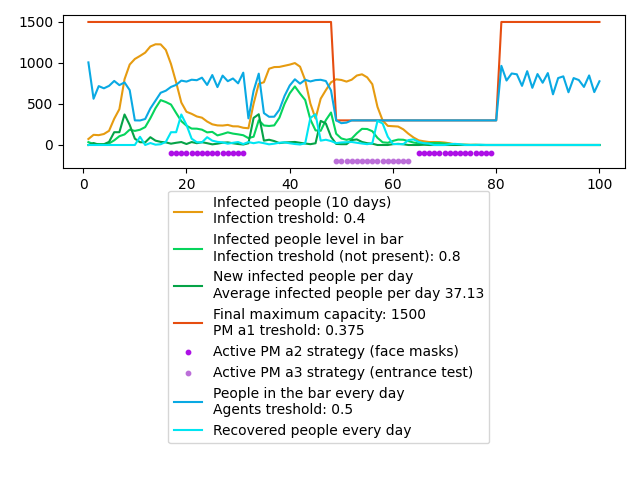 1500
1000
500
0
0 20 40 60 80 100
Infected people (10 days)
Infection treshold: 0.4
Infected people level in bar
Infection treshold (not present): 0.8
New infected people per day
Average infected people per day 37.13
Final maximum capacity: 1500
PM a1 treshold: 0.375
Active PM a2 strategy (face masks)
Active PM a3 strategy (entrance test)
People in the bar every day
Agents treshold: 0.5
Recovered people every day